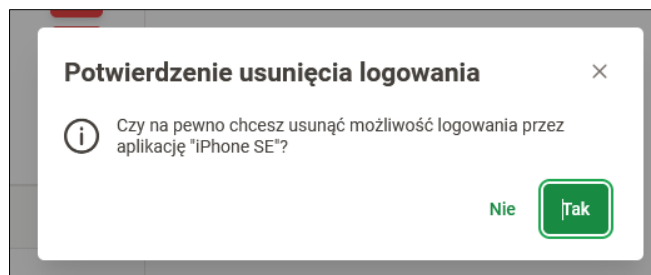 Potwierdzenie usunięcia logowania
Czy na pewno chcesz usunąć możliwość logowania przez
aplikację "iPhone SE"?
Nie
Tak